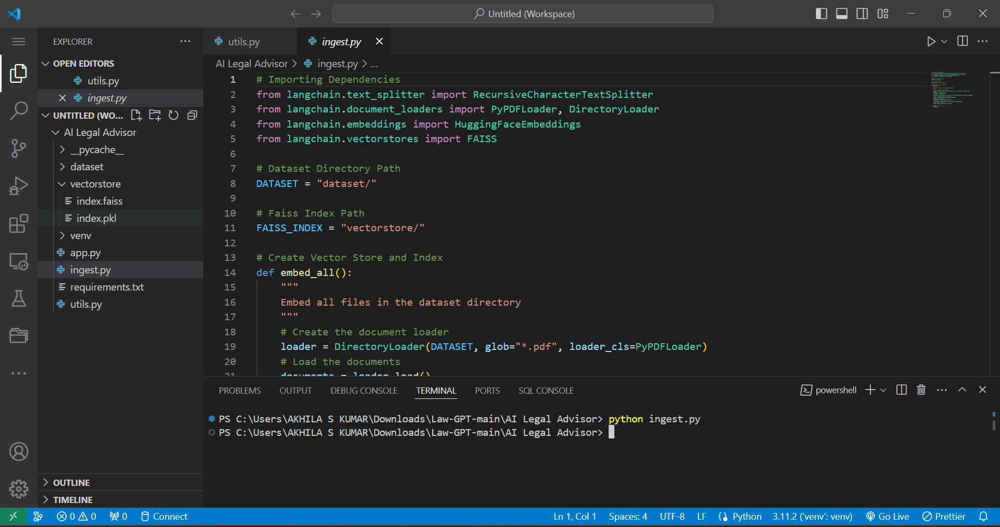 Untitled (Workspace)
EXPLORER
OPEN EDITORS
utils.py
ingest.py
UNTITLED (WO...
AI Legal Advisor
__pycache__
dataset
vectorstore
index.faiss
index.pkl
venv
app.py
ingest.py
requirements.txt
utils.py
OUTLINE
TIMELINE
utils.py
ingest.py
AI Legal Advisor > ingest.py > ...
1 # Importing Dependencies
2 from langchain.text_splitter import RecursiveCharacterTextSplitter
3 from langchain.document_loaders import PyPDFLoader, DirectoryLoader
4 from langchain.embeddings import HuggingFaceEmbeddings
5 from langchain.vectorstores import FAISS
6
7 # Dataset Directory Path
8 DATASET = "dataset/"
9
10 # Faiss Index Path
11 FAISS_INDEX = "vectorstore/"
12
13 # Create Vector Store and Index
14 def embed_all():
15 """
16 Embed all files in the dataset directory
17 """
18 # Create the document loader
19 loader = DirectoryLoader(DATASET, glob="*.pdf", loader_cls=PyPDFLoader)
20 # Load the documents
21 documents = loader.load()
PROBLEMS OUTPUT DEBUG CONSOLE TERMINAL PORTS SQL CONSOLE
powershell
PS C:\Users\AKHILA S KUMAR\Downloads\Law-GPT-main\AI Legal Advisor> python ingest.py
PS C:\Users\AKHILA S KUMAR\Downloads\Law-GPT-main\AI Legal Advisor>
0 0 0 Connect Ln 1, Col 1 Spaces: 4 UTF-8 LF Python 3.11.2 ('venv': venv) Go Live Prettier